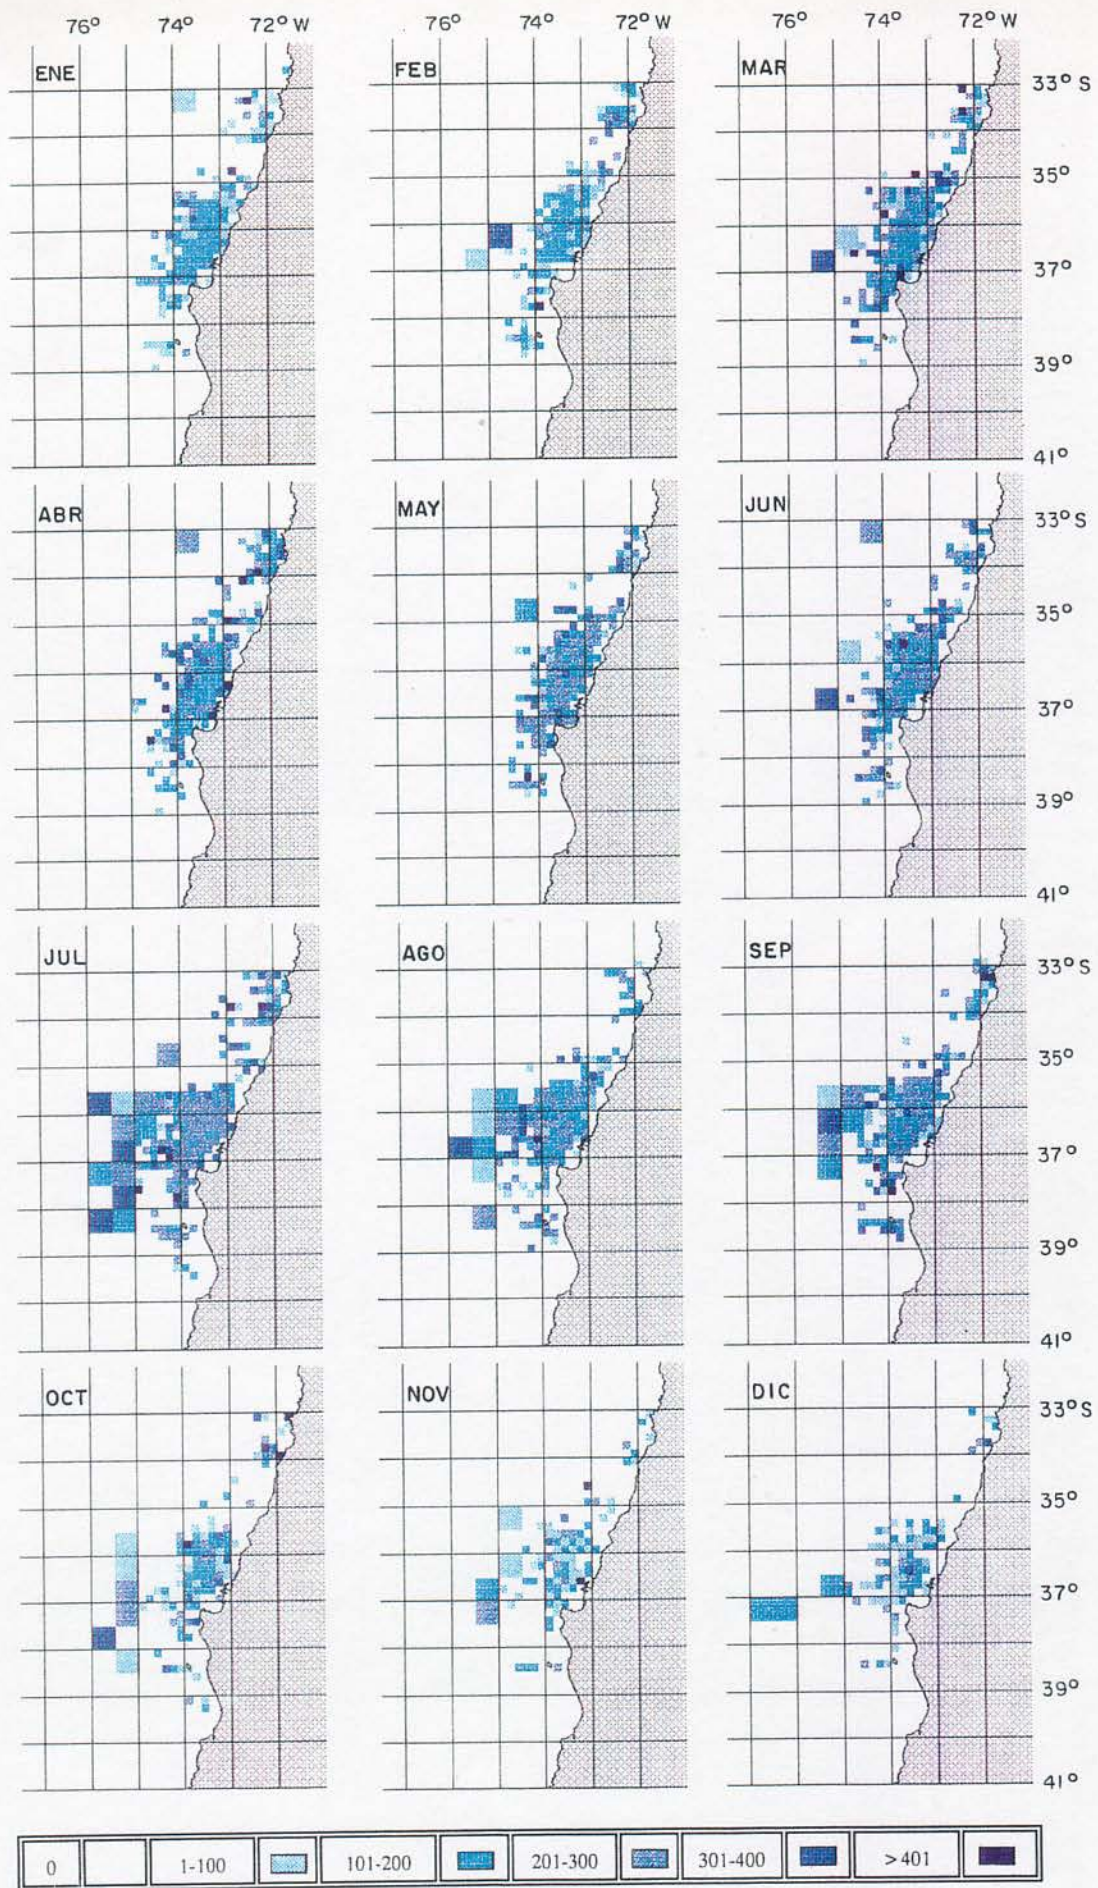 76° 74° 72° W 76° 74° 72° W 76° 74° 72° W
ENE FEB MAR
33° S
35°
37°
39°
41°
ABR MAY JUN
33° S
35°
37°
39°
41°
JUL AGO SEP
33° S
35°
37°
39°
41°
OCT NOV DIC
33° S
35°
37°
39°
41°
0 1-100 101-200 201-300 301-400 >401